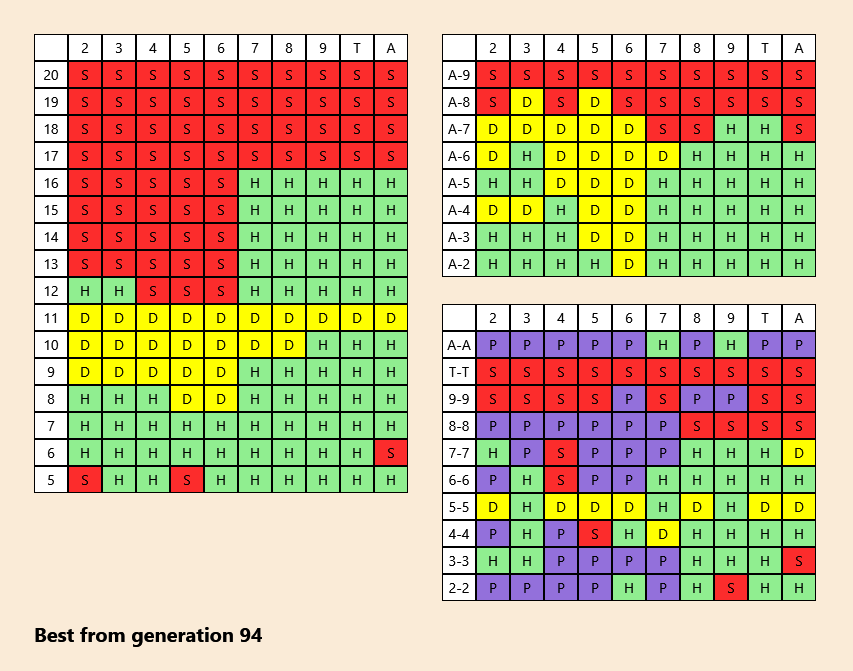 2 3 4 5 6 7 8 9 T A
20 S S S S S S S S S S
19 S S S S S S S S S S
18 S S S S S S S S S S
17 S S S S S S S S S S
16 S S S S S H H H H H
15 S S S S S H H H H H
14 S S S S S H H H H H
13 S S S S S H H H H H
12 H H S S S H H H H H
11 D D D D D D D D D D
10 D D D D D D D H H H
9 D D D D D H H H H H
8 H H H D D H H H H H
7 H H H H H H H H H H
6 H H H H H H H H H S
5 S H H S H H H H H H
2 3 4 5 6 7 8 9 T A
A-9 S S S S S S S S S S
A-8 S D S D S S S S S S
A-7 D D D D D S S H H S
A-6 D H D D D D H H H H
A-5 H H D D D H H H H H
A-4 D D H D D H H H H H
A-3 H H H D D H H H H H
A-2 H H H H D H H H H H
2 3 4 5 6 7 8 9 T A
A-A P P P P P H P H P P
T-T S S S S S S S S S S
9-9 S S S S P S P P S S
8-8 P P P P P P S S S S
7-7 H P S P P P H H H D
6-6 P H S P P H H H H H
5-5 D H D D D H D H D D
4-4 P H P S H D H H H H
3-3 H H P P P P H H H S
2-2 P P P P H P H S H H
Best from generation 94